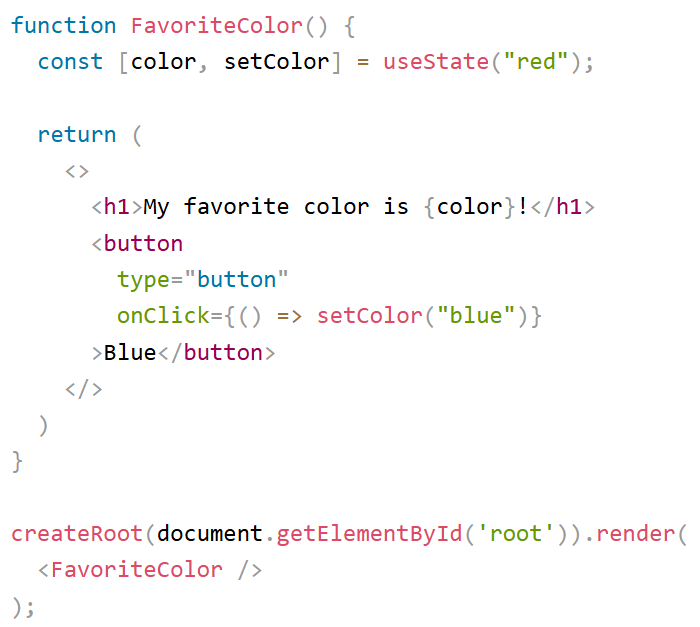 function FavoriteColor() {
  const [color, setColor] = useState("red");

  return (
    <>
      <h1>My favorite color is {color}!</h1>
      <button
        type="button"
        onClick={() => setColor("blue")}
      >Blue</button>
    </>
  )
}

createRoot(document.getElementById('root')).render(
  <FavoriteColor />
);